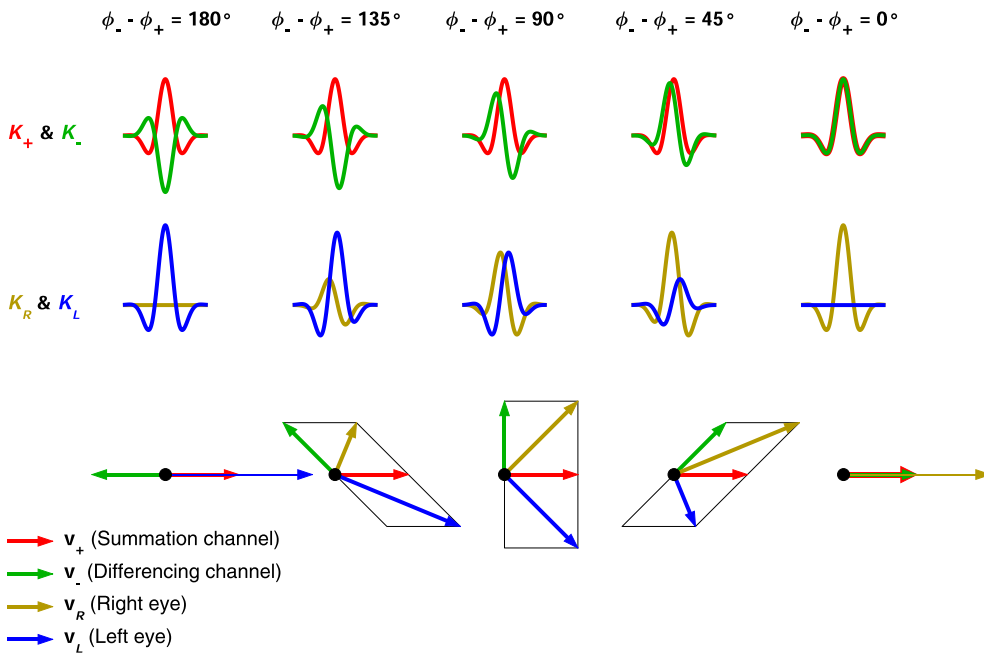 ϕ₋ - ϕ₊ = 180° ϕ₋ - ϕ₊ = 135° ϕ₋ - ϕ₊ = 90° ϕ₋ - ϕ₊ = 45° ϕ₋ - ϕ₊ = 0°
K₊ & K₋
K_R & K_L
v₊ (Summation channel)
v₋ (Differencing channel)
v_R (Right eye)
v_L (Left eye)